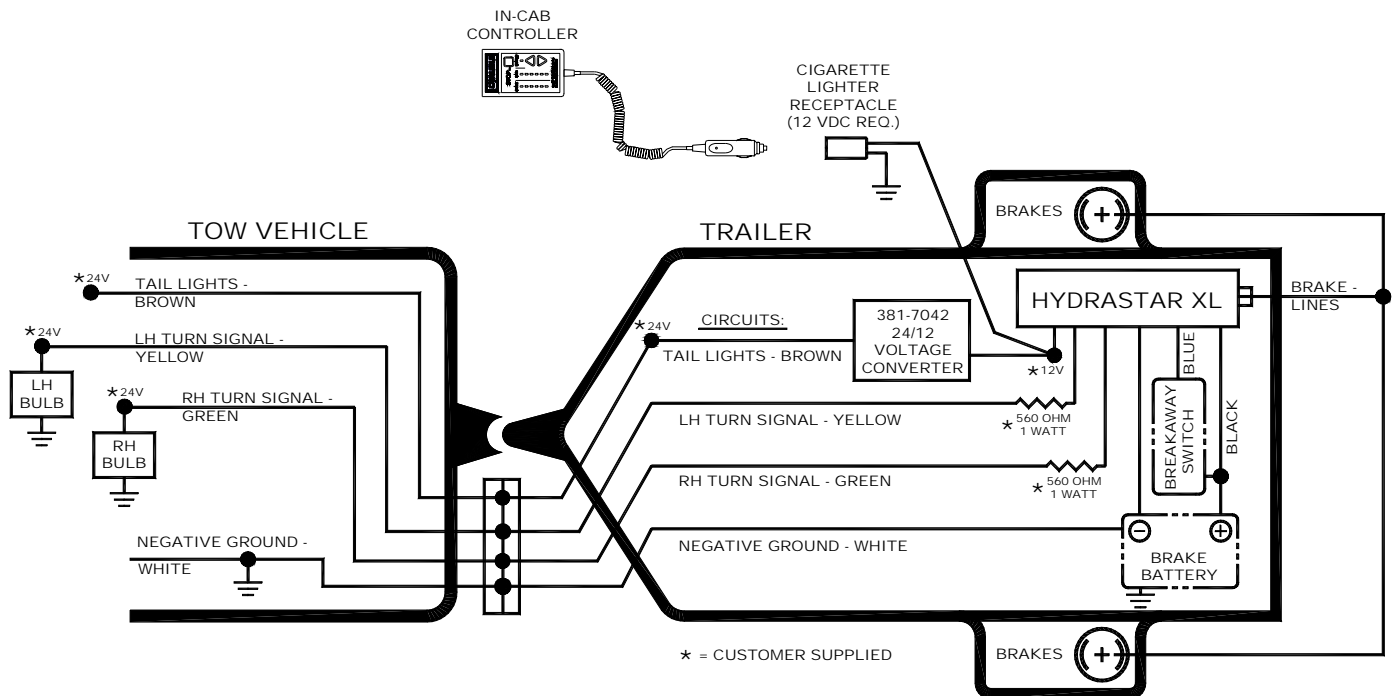 IN-CAB
CONTROLLER
CIGARETTE
LIGHTER
RECEPTACLE
(12 VDC REQ.)
BRAKES
TOW VEHICLE
TRAILER
*24V
TAIL LIGHTS -
BROWN
*24V
LH TURN SIGNAL -
YELLOW
LH
BULB
*24V
RH TURN SIGNAL -
GREEN
RH
BULB
NEGATIVE GROUND -
WHITE
*24V
CIRCUITS:
TAIL LIGHTS - BROWN
381-7042
24/12
VOLTAGE
CONVERTER
HYDRASTAR XL
BRAKE -
LINES
*12V
LH TURN SIGNAL - YELLOW
* 560 OHM
1 WATT
RH TURN SIGNAL - GREEN
* 560 OHM
1 WATT
BLUE
BREAKAWAY
SWITCH
BLACK
NEGATIVE GROUND - WHITE
BRAKE
BATTERY
* = CUSTOMER SUPPLIED
BRAKES